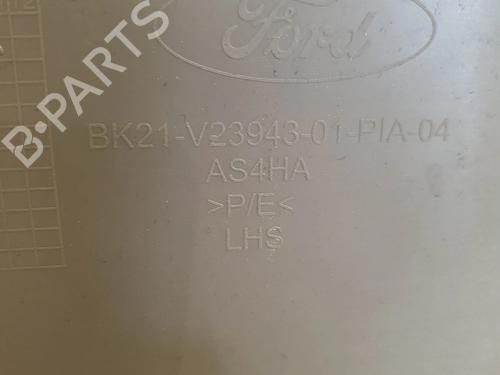 Ford
BK21-V23943-01-PIA-04
AS4HA
>P/E<
LHS
B-PARTS